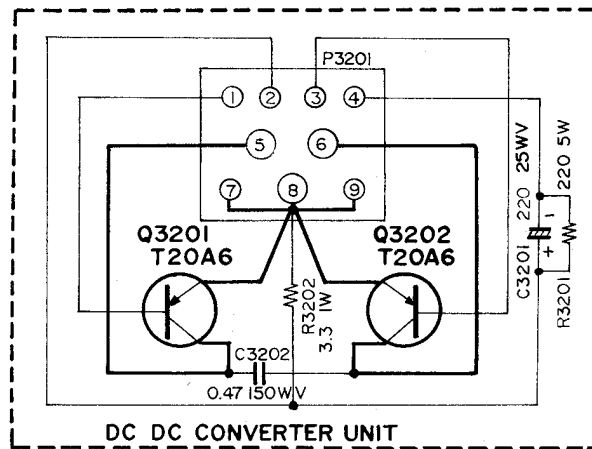 P3201
1 2 3 4
5 6
7 8 9
Q3201
T20A6
Q3202
T20A6
R3202
3.3 1W
C3202
0.47 150WV
C3201 220 25WV
-
+
R3201 220 5W
DC DC CONVERTER UNIT